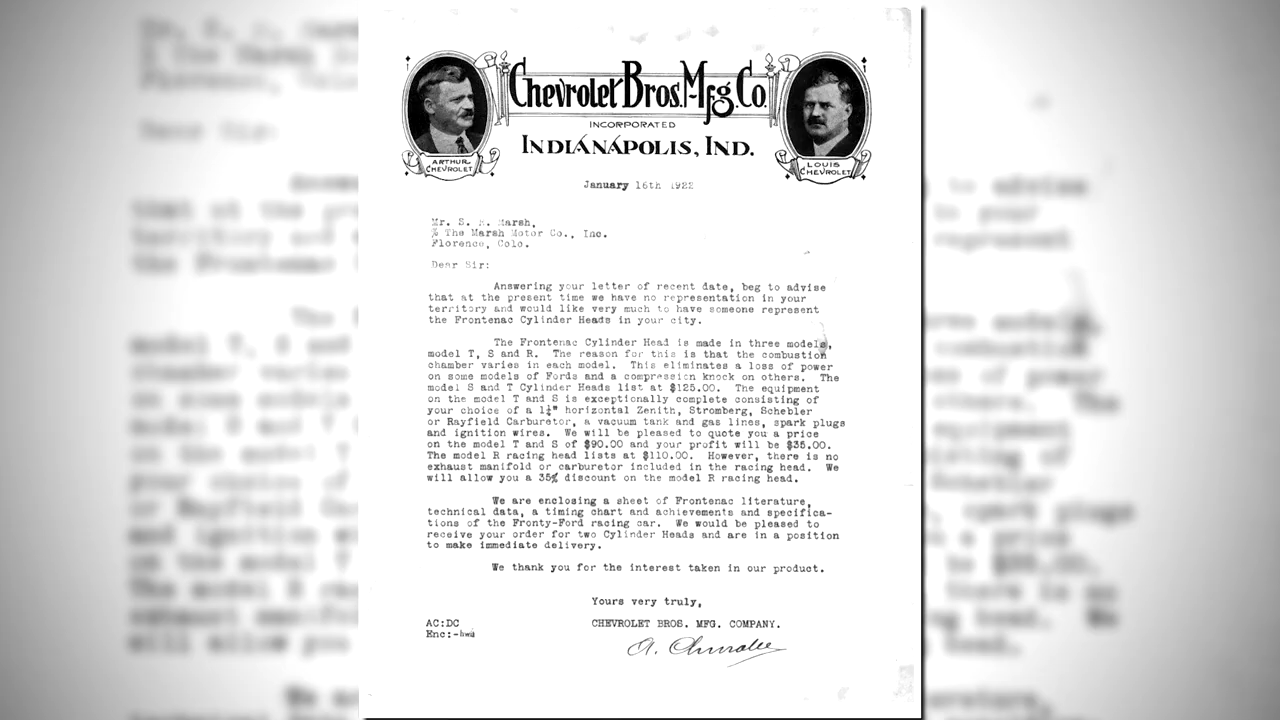 Chevrolet Bros. Mfg. Co.
INCORPORATED
INDIÁNÁPOLIS, IND.
ARTHUR CHEVROLET
LOUIS CHEVROLET
January 16th 1922
Mr. S. Marsh,
% The Marsh Motor Co., Inc.
Florence, Colo.
Dear Sir:
Answering your letter of recent date, beg to advise
that at the present time we have no representation in your
territory and would like very much to have someone represent
the Frontenac Cylinder Heads in your city.
The Frontenac Cylinder Head is made in three models,
model T, S and R. The reason for this is that the combustion
chamber varies in each model. This eliminates a loss of power
on some models of Fords and a compression knock on others. The
model S and T Cylinder Heads list at $125.00. The equipment
on the model T and S is exceptionally complete consisting of
your choice of a 1¼" horizontal Zenith, Stromberg, Schebler
or Rayfield Carburetor, a vacuum tank and gas lines, spark plugs
and ignition wires. We will be pleased to quote you a price
on the model T and S of $90.00 and your profit will be $35.00.
The model R racing head lists at $110.00. However, there is no
exhaust manifold or carburetor included in the racing head. We
will allow you a 35% discount on the model R racing head.
We are enclosing a sheet of Frontenac literature,
technical data, a timing chart and achievements and specifica-
tions of the Fronty-Ford racing car. We would be pleased to
receive your order for two Cylinder Heads and are in a position
to make immediate delivery.
We thank you for the interest taken in our product.
Yours very truly,
AC:DC
CHEVROLET BROS. MFG. COMPANY.
Enc:-
A. Chevrolet